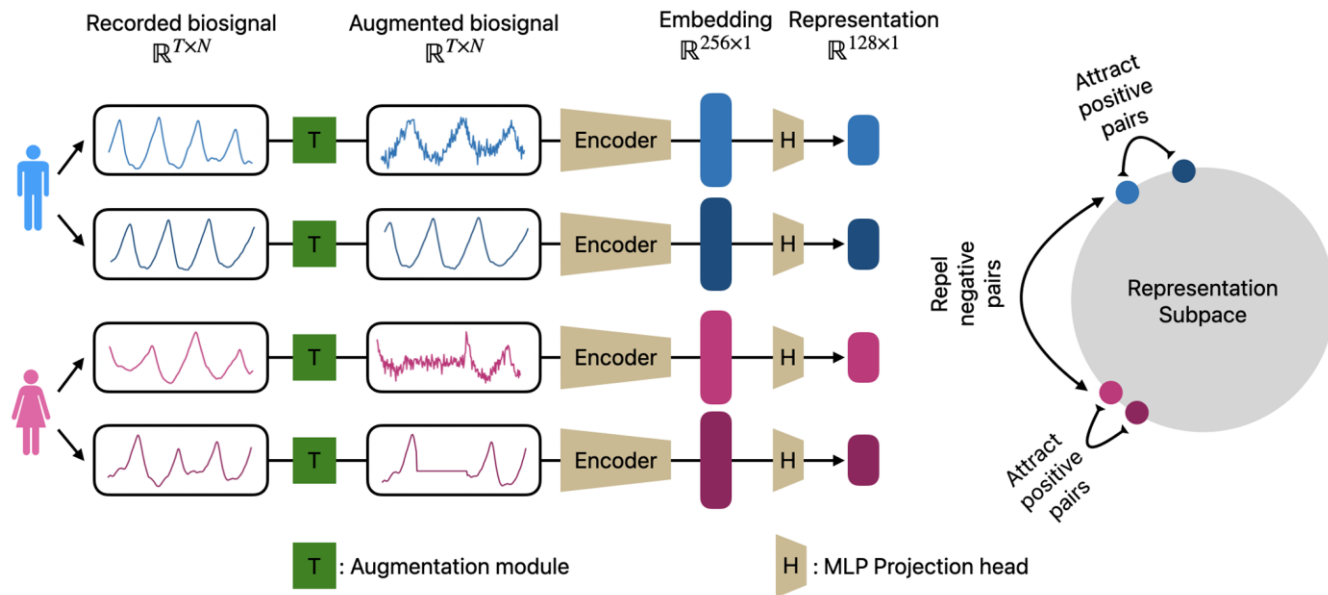 Recorded biosignal
ℝ^{T×N}
Augmented biosignal
ℝ^{T×N}
Embedding
ℝ^{256×1}
Representation
ℝ^{128×1}
T
Encoder
H
T
Encoder
H
T
Encoder
H
T
Encoder
H
Attract
positive
pairs
Repel
negative
pairs
Representation
Subpace
Attract
positive
pairs
T : Augmentation module
H : MLP Projection head